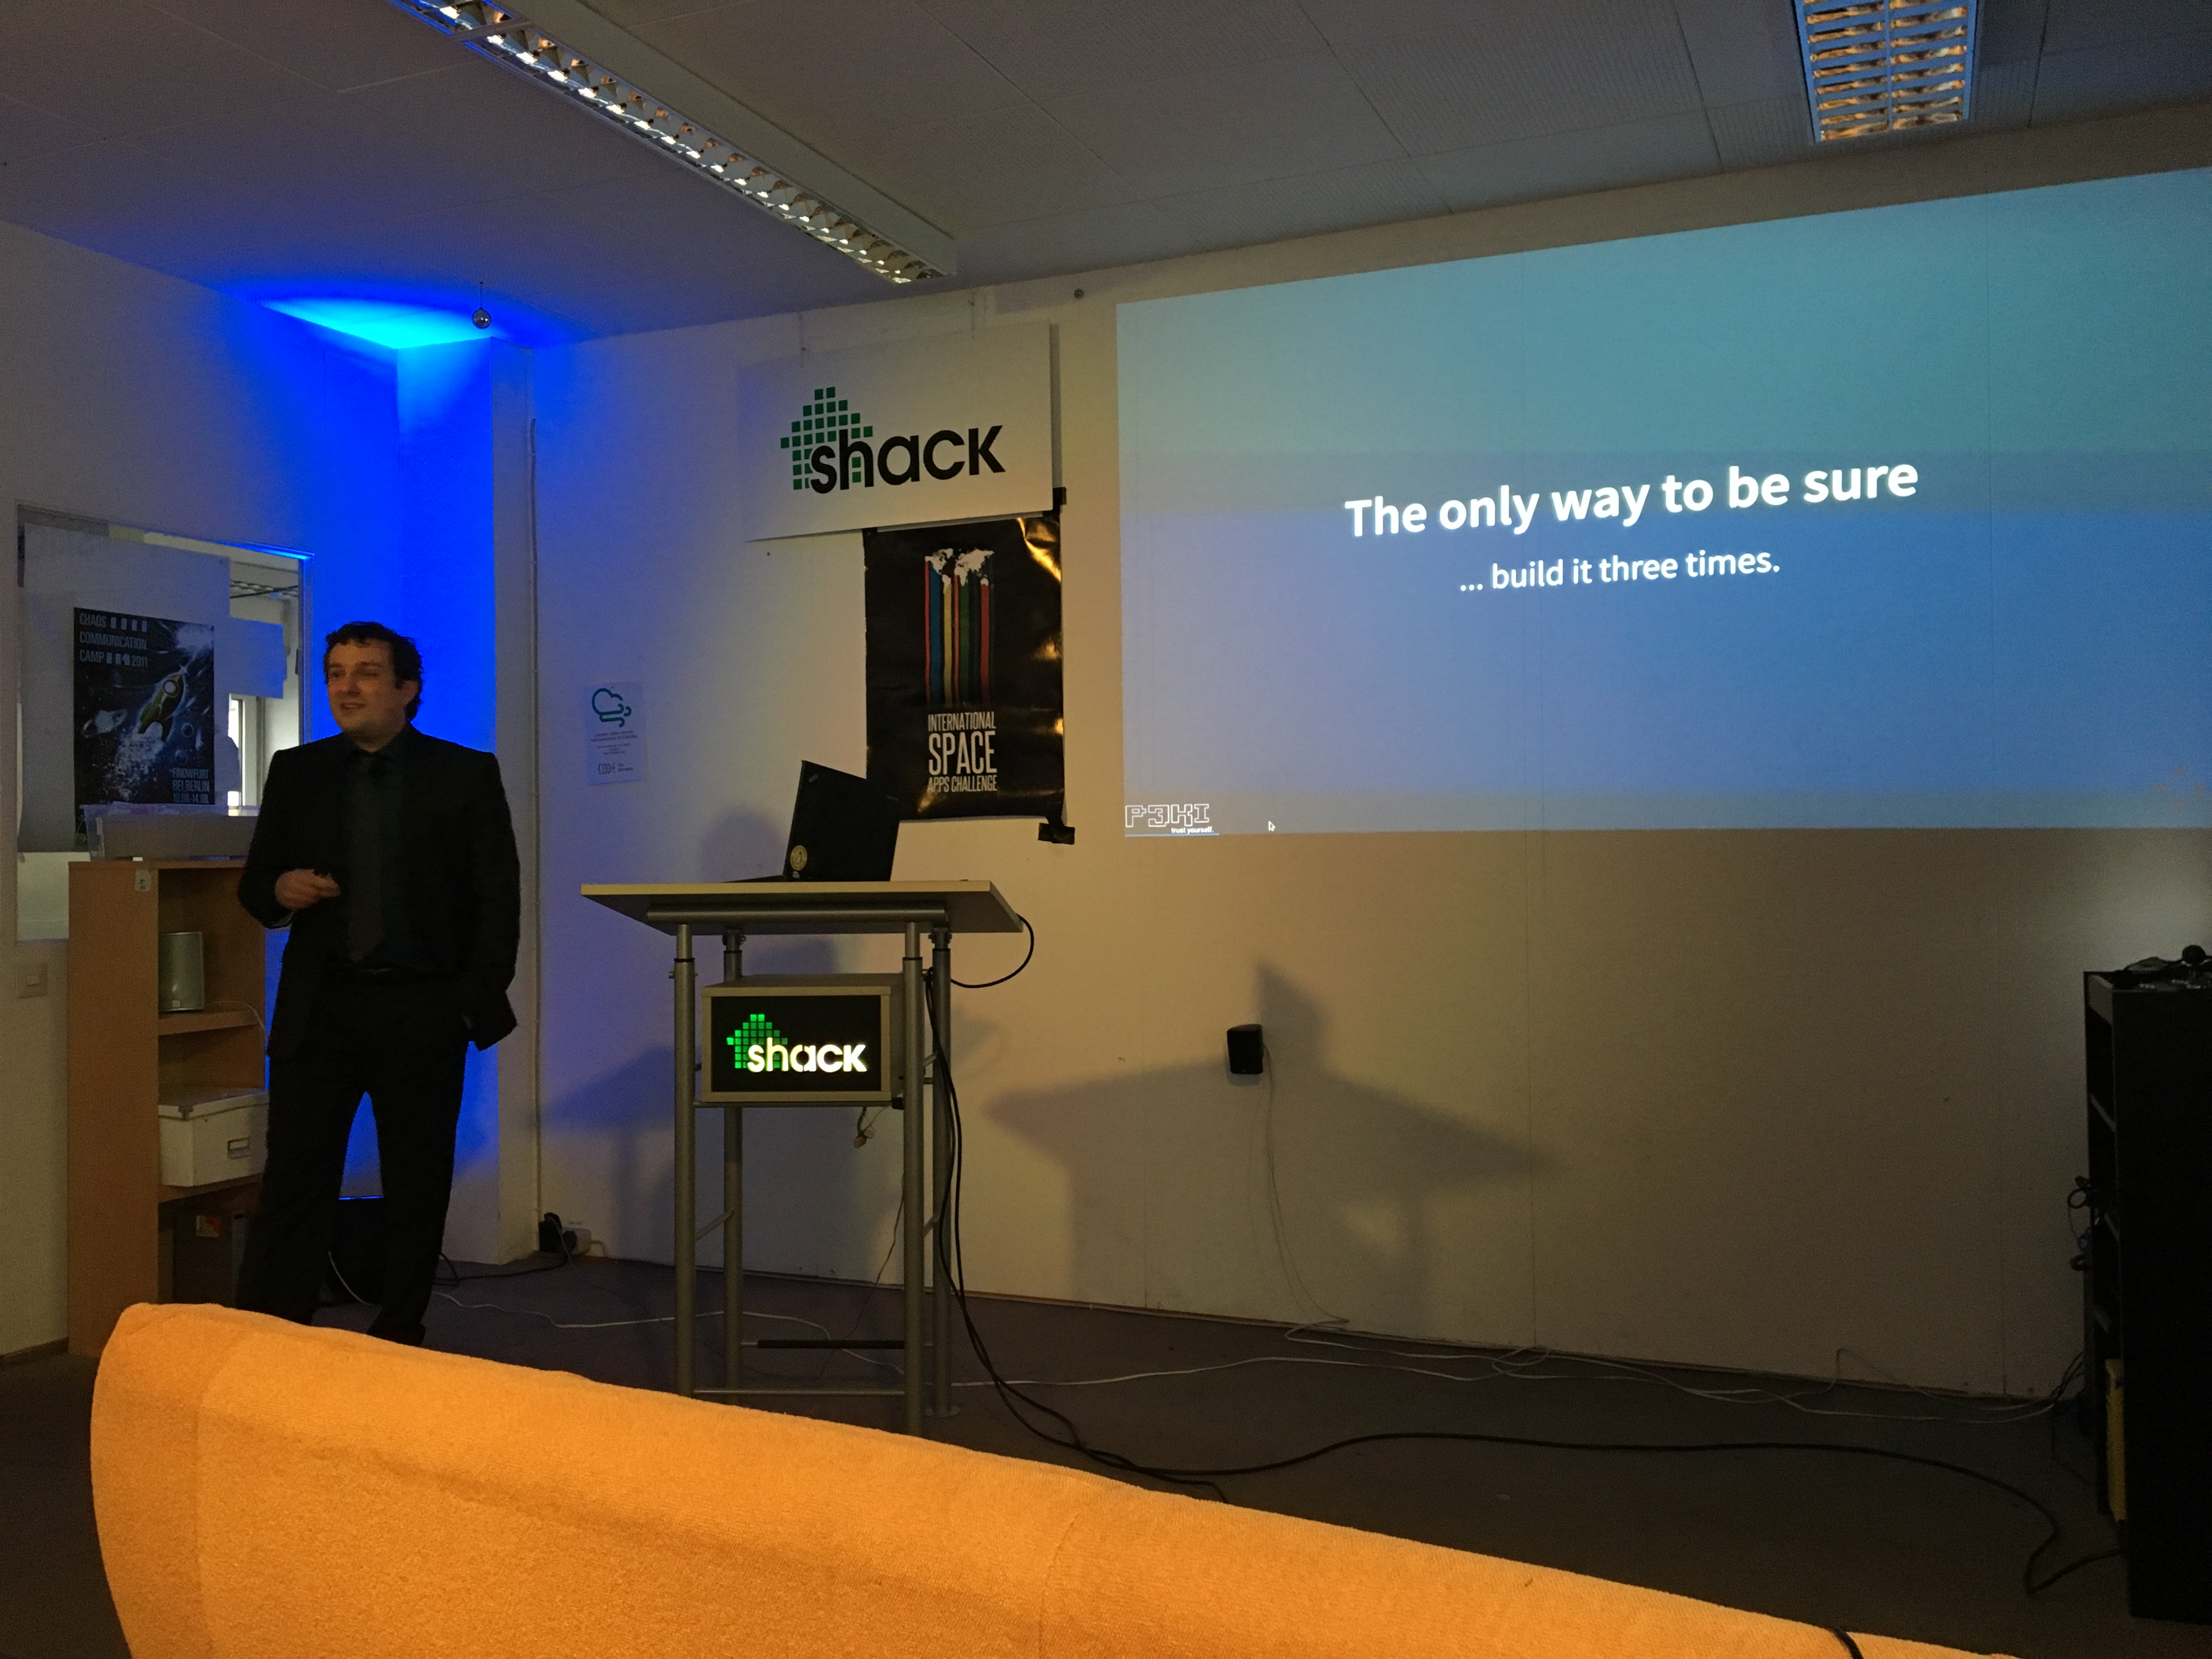 shack
The only way to be sure
... build it three times.
P3KI
trust yourself.
CHAOS
COMMUNICATION
CAMP 2011
FINOWFURT
BEI BERLIN
INTERNATIONAL
SPACE
APPS CHALLENGE
shack